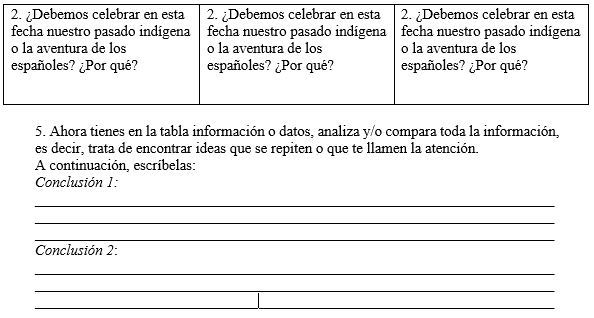 2. ¿Debemos celebrar en esta
fecha nuestro pasado indígena
o la aventura de los
españoles? ¿Por qué?
2. ¿Debemos celebrar en esta
fecha nuestro pasado indígena
o la aventura de los
españoles? ¿Por qué?
2. ¿Debemos celebrar en esta
fecha nuestro pasado indígena
o la aventura de los
españoles? ¿Por qué?
5. Ahora tienes en la tabla información o datos, analiza y/o compara toda la información,
es decir, trata de encontrar ideas que se repiten o que te llamen la atención.
A continuación, escríbelas:
Conclusión 1:
Conclusión 2: